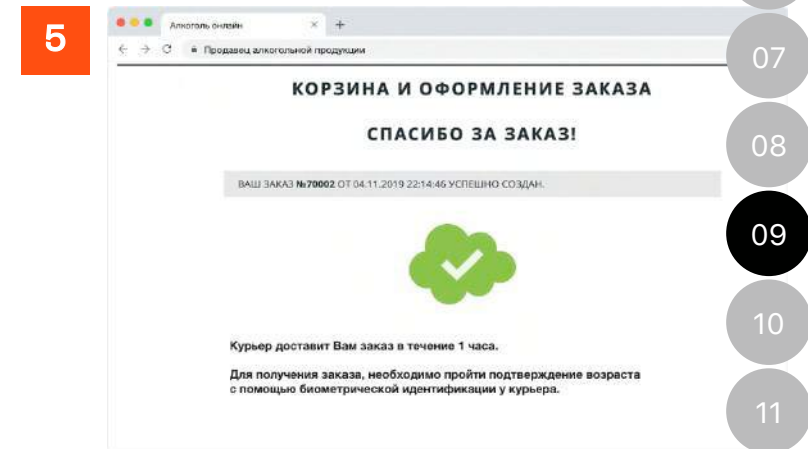 5
Алкоголь онлайн
Продавец алкогольной продукции
КОРЗИНА И ОФОРМЛЕНИЕ ЗАКАЗА
СПАСИБО ЗА ЗАКАЗ!
ВАШ ЗАКАЗ №70002 ОТ 04.11.2019 22:14:46 УСПЕШНО СОЗДАН.
Курьер доставит Вам заказ в течение 1 часа.
Для получения заказа, необходимо пройти подтверждение возраста
с помощью биометрической идентификации у курьера.
07
08
09
10
11